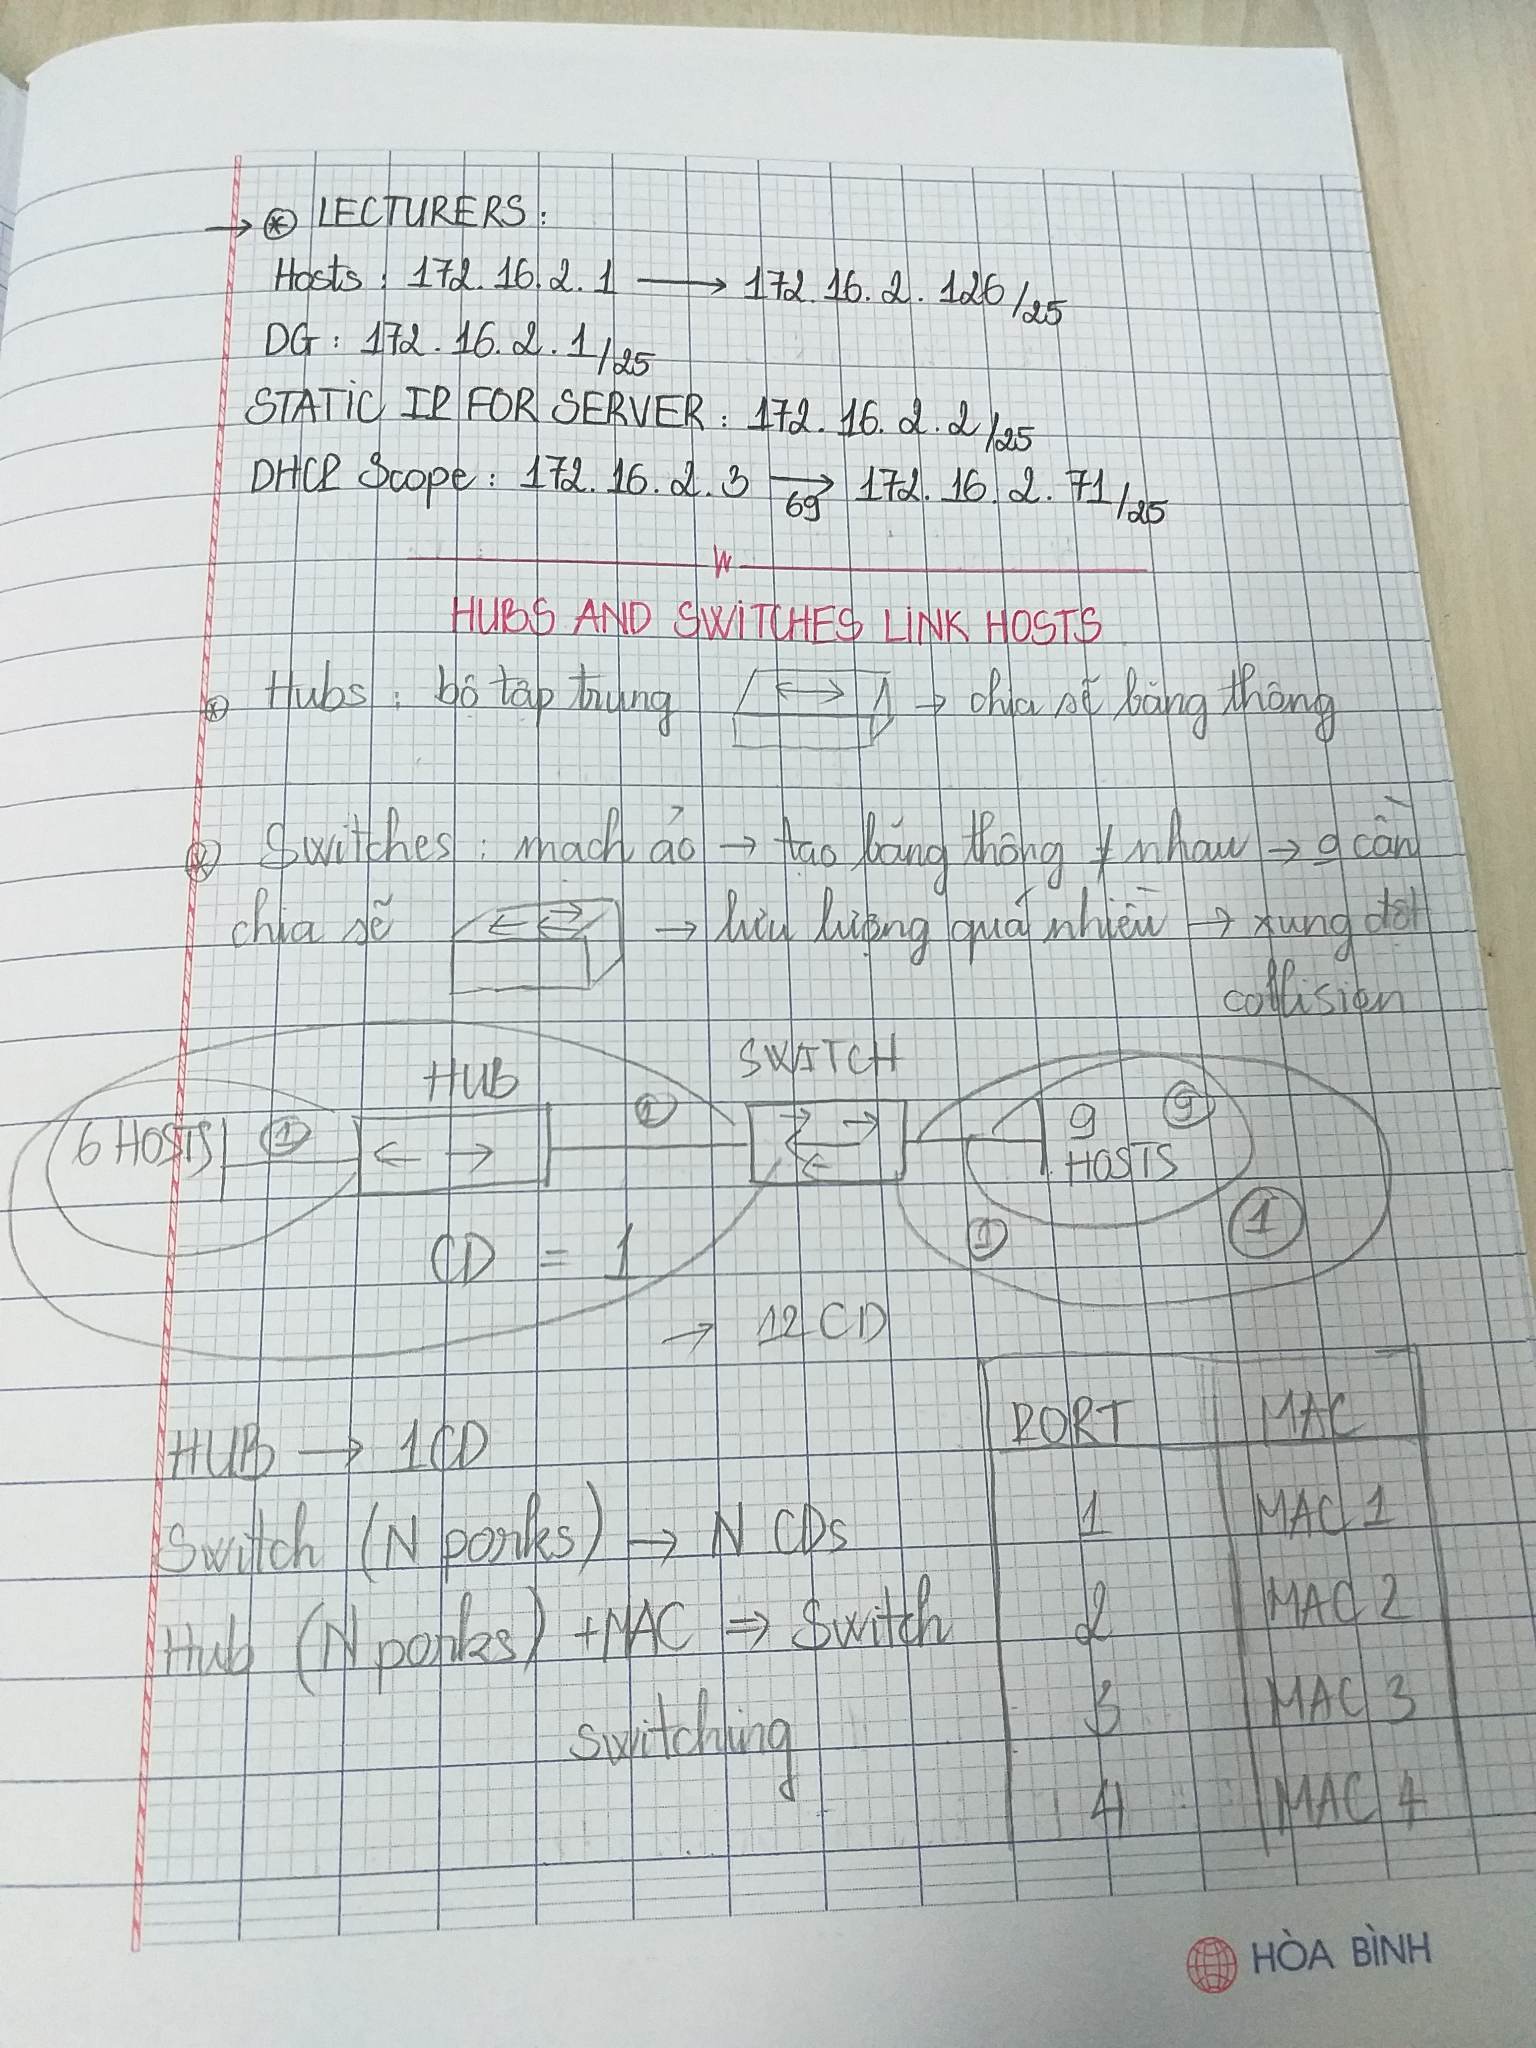 → ⊛ LECTURERS:
Hosts: 172.16.2.1 → 172.16.2.126/25
DG: 172.16.2.1/25
STATIC IP FOR SERVER: 172.16.2.2/25
DHCP Scope: 172.16.2.3 → 69 172.16.2.71/25
HUBS AND SWITCHES LINK HOSTS
⊛ Hubs: bộ tập trung → chia sẽ băng thông
⊛ Switches: mạch ảo → tạo băng thông ≠ nhau → cần
chia sẽ → lưu lượng quá nhiều → xung đột
collision
HUB SWITCH
6 HOSTS ① 9 ⑨
HOSTS
① ①
CD = 1
→ 12 CD
HUB → 1CD
Switch (N ports) → N CDs
Hub (N ports) + MAC ⇒ Switch
switching
PORT MAC
1 MAC 1
2 MAC 2
3 MAC 3
4 MAC 4
HÒA BÌNH